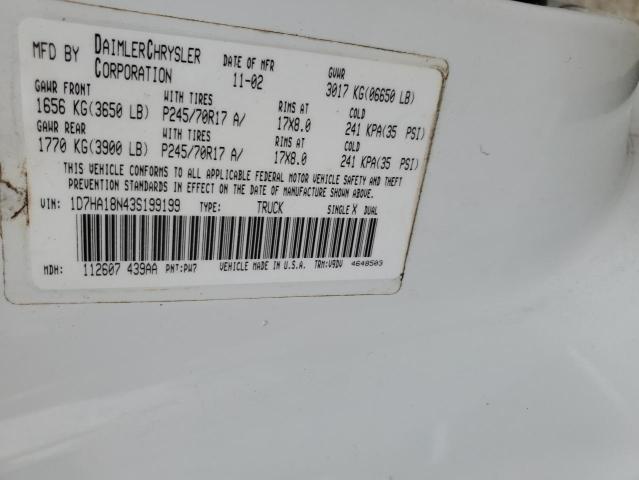 MFD BY DAIMLERCHRYSLER CORPORATION DATE OF MFR 11-02 GVWR 3017 KG(06650 LB)
GAWR FRONT WITH TIRES RIMS AT COLD
1656 KG(3650 LB) P245/70R17 A/ 17X8.0 241 KPA(35 PSI)
GAWR REAR WITH TIRES RIMS AT COLD
1770 KG(3900 LB) P245/70R17 A/ 17X8.0 241 KPA(35 PSI)
THIS VEHICLE CONFORMS TO ALL APPLICABLE FEDERAL MOTOR VEHICLE SAFETY AND THEFT
PREVENTION STANDARDS IN EFFECT ON THE DATE OF MANUFACTURE SHOWN ABOVE.
VIN: 1D7HA18N43S199199 TYPE: TRUCK SINGLE X DUAL
MDH: 112607 439AA PNT:PW7 VEHICLE MADE IN U.S.A. TRM:V9DV 4648503